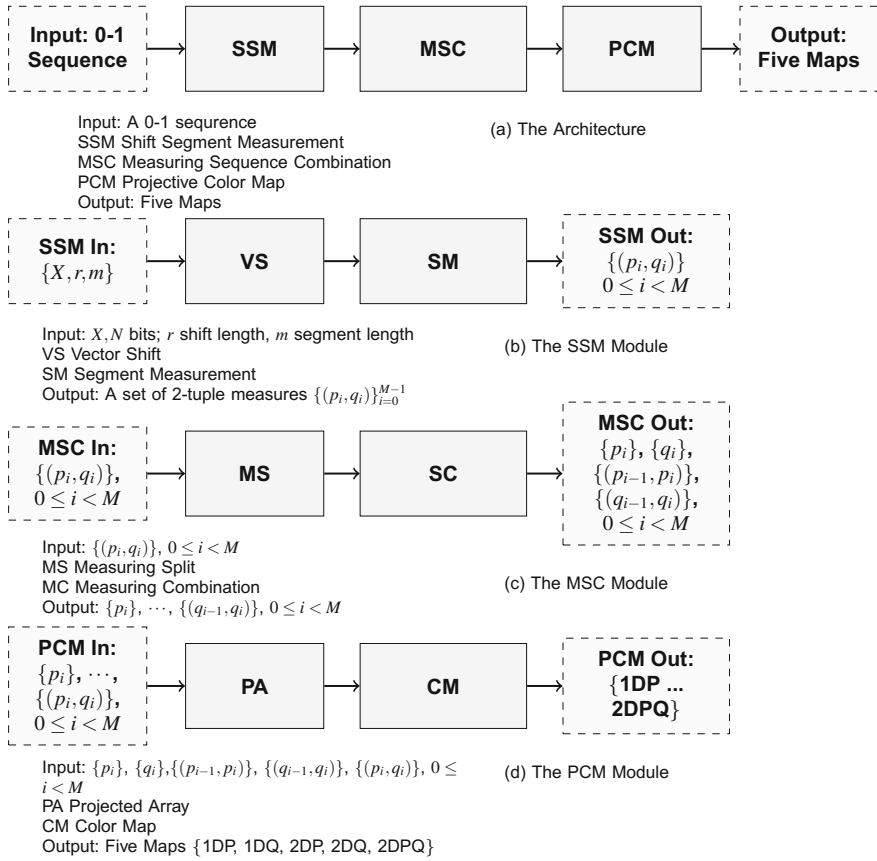 Input: 0-1
Sequence
SSM
MSC
PCM
Output:
Five Maps
Input: A 0-1 sequrence
SSM Shift Segment Measurement
MSC Measuring Sequence Combination
PCM Projective Color Map
Output: Five Maps
(a) The Architecture
SSM In:
{X,r,m}
VS
SM
SSM Out:
{(p_i,q_i)}
0 ≤ i < M
Input: X,N bits; r shift length, m segment length
VS Vector Shift
SM Segment Measurement
Output: A set of 2-tuple measures {(p_i,q_i)}_{i=0}^{M-1}
(b) The SSM Module
MSC In:
{(p_i,q_i)},
0 ≤ i < M
MS
SC
MSC Out:
{p_i}, {q_i},
{(p_{i-1},p_i)},
{(q_{i-1},q_i)},
0 ≤ i < M
Input: {(p_i,q_i)}, 0 ≤ i < M
MS Measuring Split
MC Measuring Combination
Output: {p_i}, ⋯, {(q_{i-1},q_i)}, 0 ≤ i < M
(c) The MSC Module
PCM In:
{p_i}, ⋯,
{(p_i,q_i)},
0 ≤ i < M
PA
CM
PCM Out:
{1DP ...
2DPQ}
Input: {p_i}, {q_i},{(p_{i-1},p_i)}, {(q_{i-1},q_i)}, {(p_i,q_i)}, 0 ≤
i < M
PA Projected Array
CM Color Map
Output: Five Maps {1DP, 1DQ, 2DP, 2DQ, 2DPQ}
(d) The PCM Module